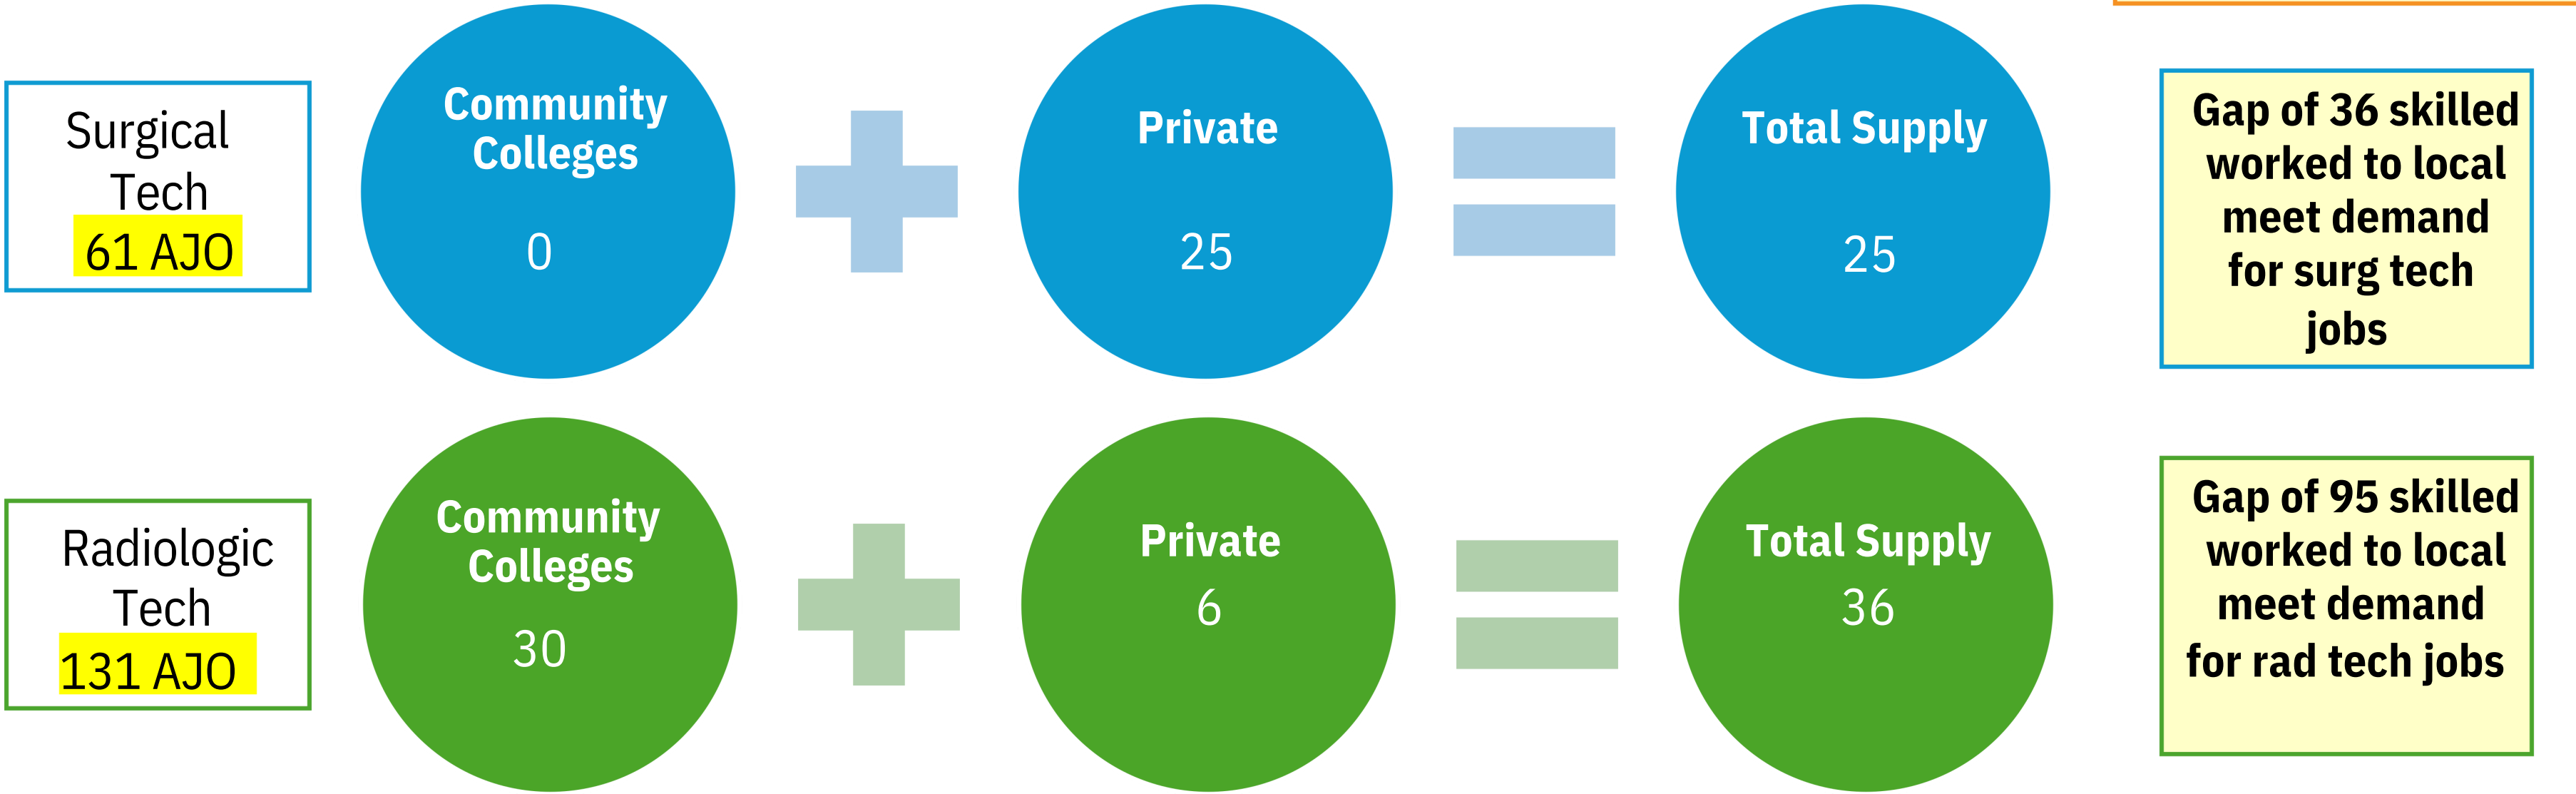 Surgical
Tech
61 AJO
Community
Colleges
0
Private
25
Total Supply
25
Gap of 36 skilled
worked to local
meet demand
for surg tech
jobs
Radiologic
Tech
131 AJO
Community
Colleges
30
Private
6
Total Supply
36
Gap of 95 skilled
worked to local
meet demand
for rad tech jobs